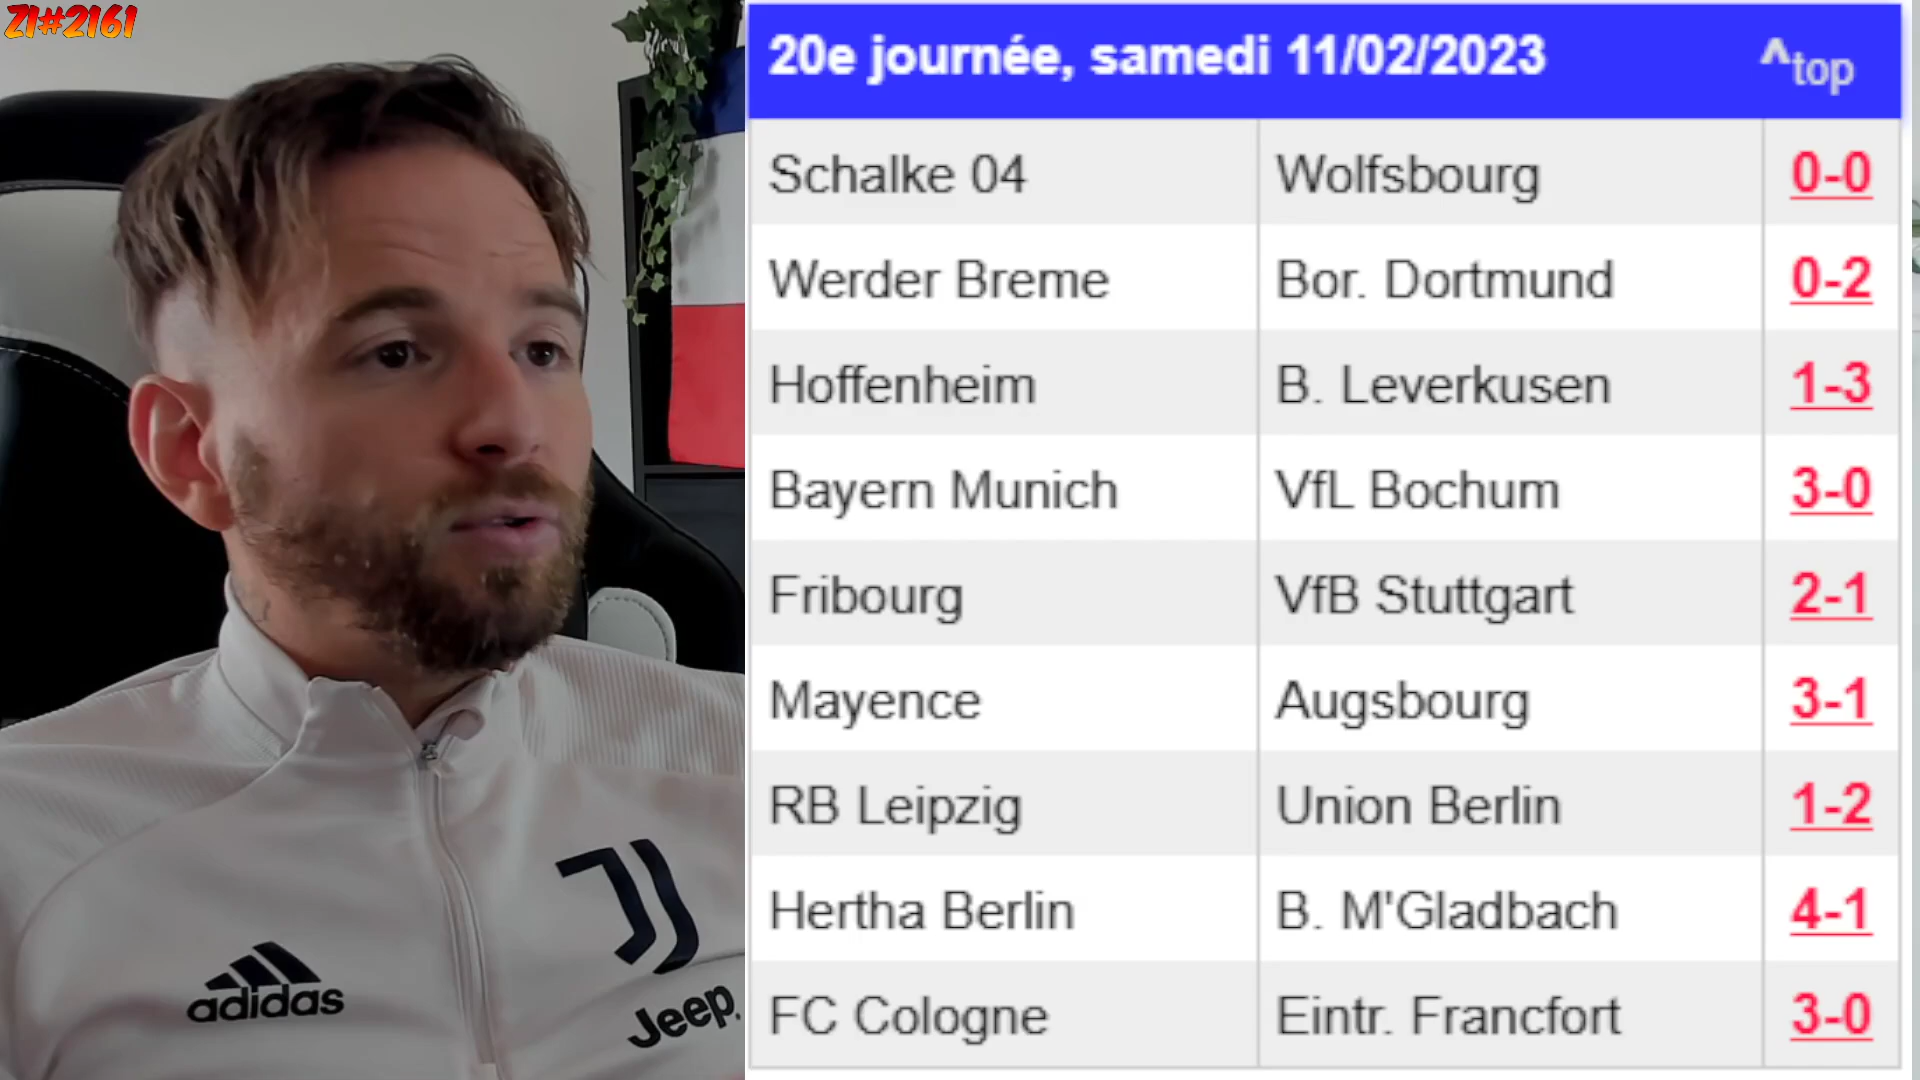 ZI#2161
20e journée, samedi 11/02/2023 ^top
Schalke 04 Wolfsbourg 0-0
Werder Breme Bor. Dortmund 0-2
Hoffenheim B. Leverkusen 1-3
Bayern Munich VfL Bochum 3-0
Fribourg VfB Stuttgart 2-1
Mayence Augsbourg 3-1
RB Leipzig Union Berlin 1-2
Hertha Berlin B. M'Gladbach 4-1
FC Cologne Eintr. Francfort 3-0
adidas
Jeep